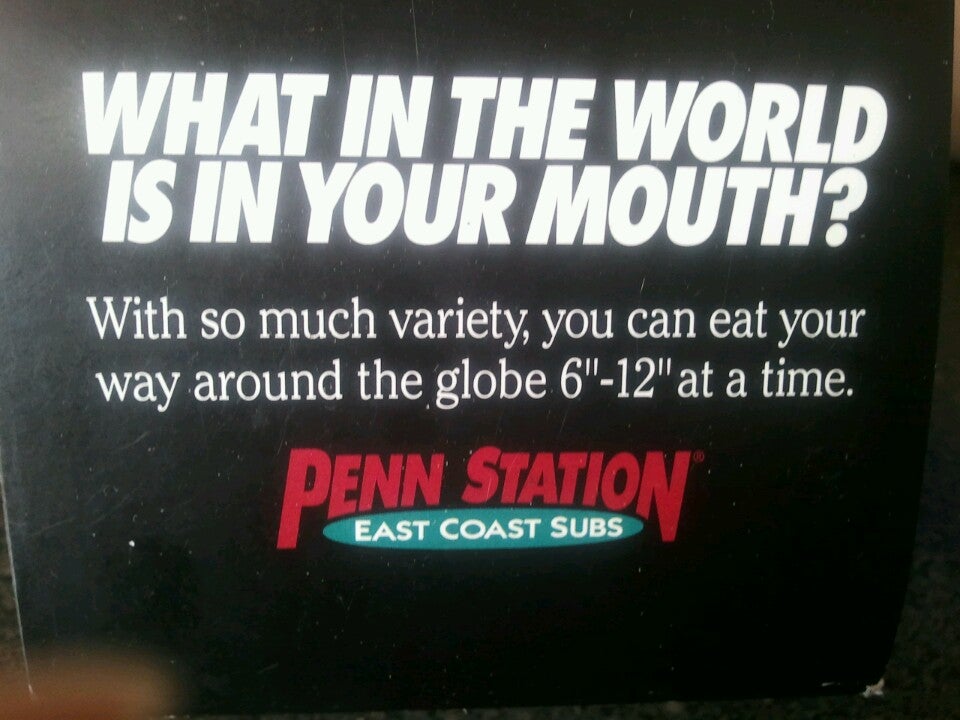 WHAT IN THE WORLD
IS IN YOUR MOUTH?
With so much variety, you can eat your
way around the globe 6"-12" at a time.
PENN STATION®
EAST COAST SUBS